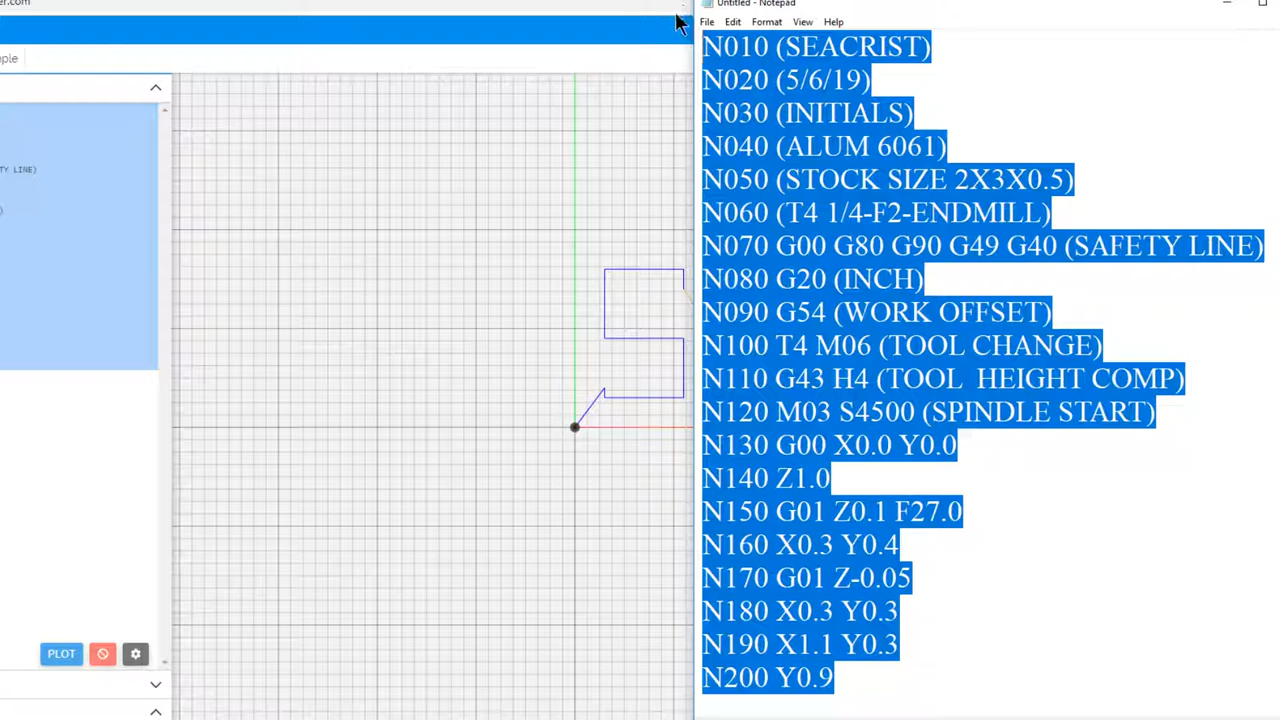 er.com
Untitled - Notepad
File Edit Format View Help
ple
TY LINE)
)
PLOT
N010 (SEACRIST)
N020 (5/6/19)
N030 (INITIALS)
N040 (ALUM 6061)
N050 (STOCK SIZE 2X3X0.5)
N060 (T4 1/4-F2-ENDMILL)
N070 G00 G80 G90 G49 G40 (SAFETY LINE)
N080 G20 (INCH)
N090 G54 (WORK OFFSET)
N100 T4 M06 (TOOL CHANGE)
N110 G43 H4 (TOOL  HEIGHT COMP)
N120 M03 S4500 (SPINDLE START)
N130 G00 X0.0 Y0.0
N140 Z1.0
N150 G01 Z0.1 F27.0
N160 X0.3 Y0.4
N170 G01 Z-0.05
N180 X0.3 Y0.3
N190 X1.1 Y0.3
N200 Y0.9